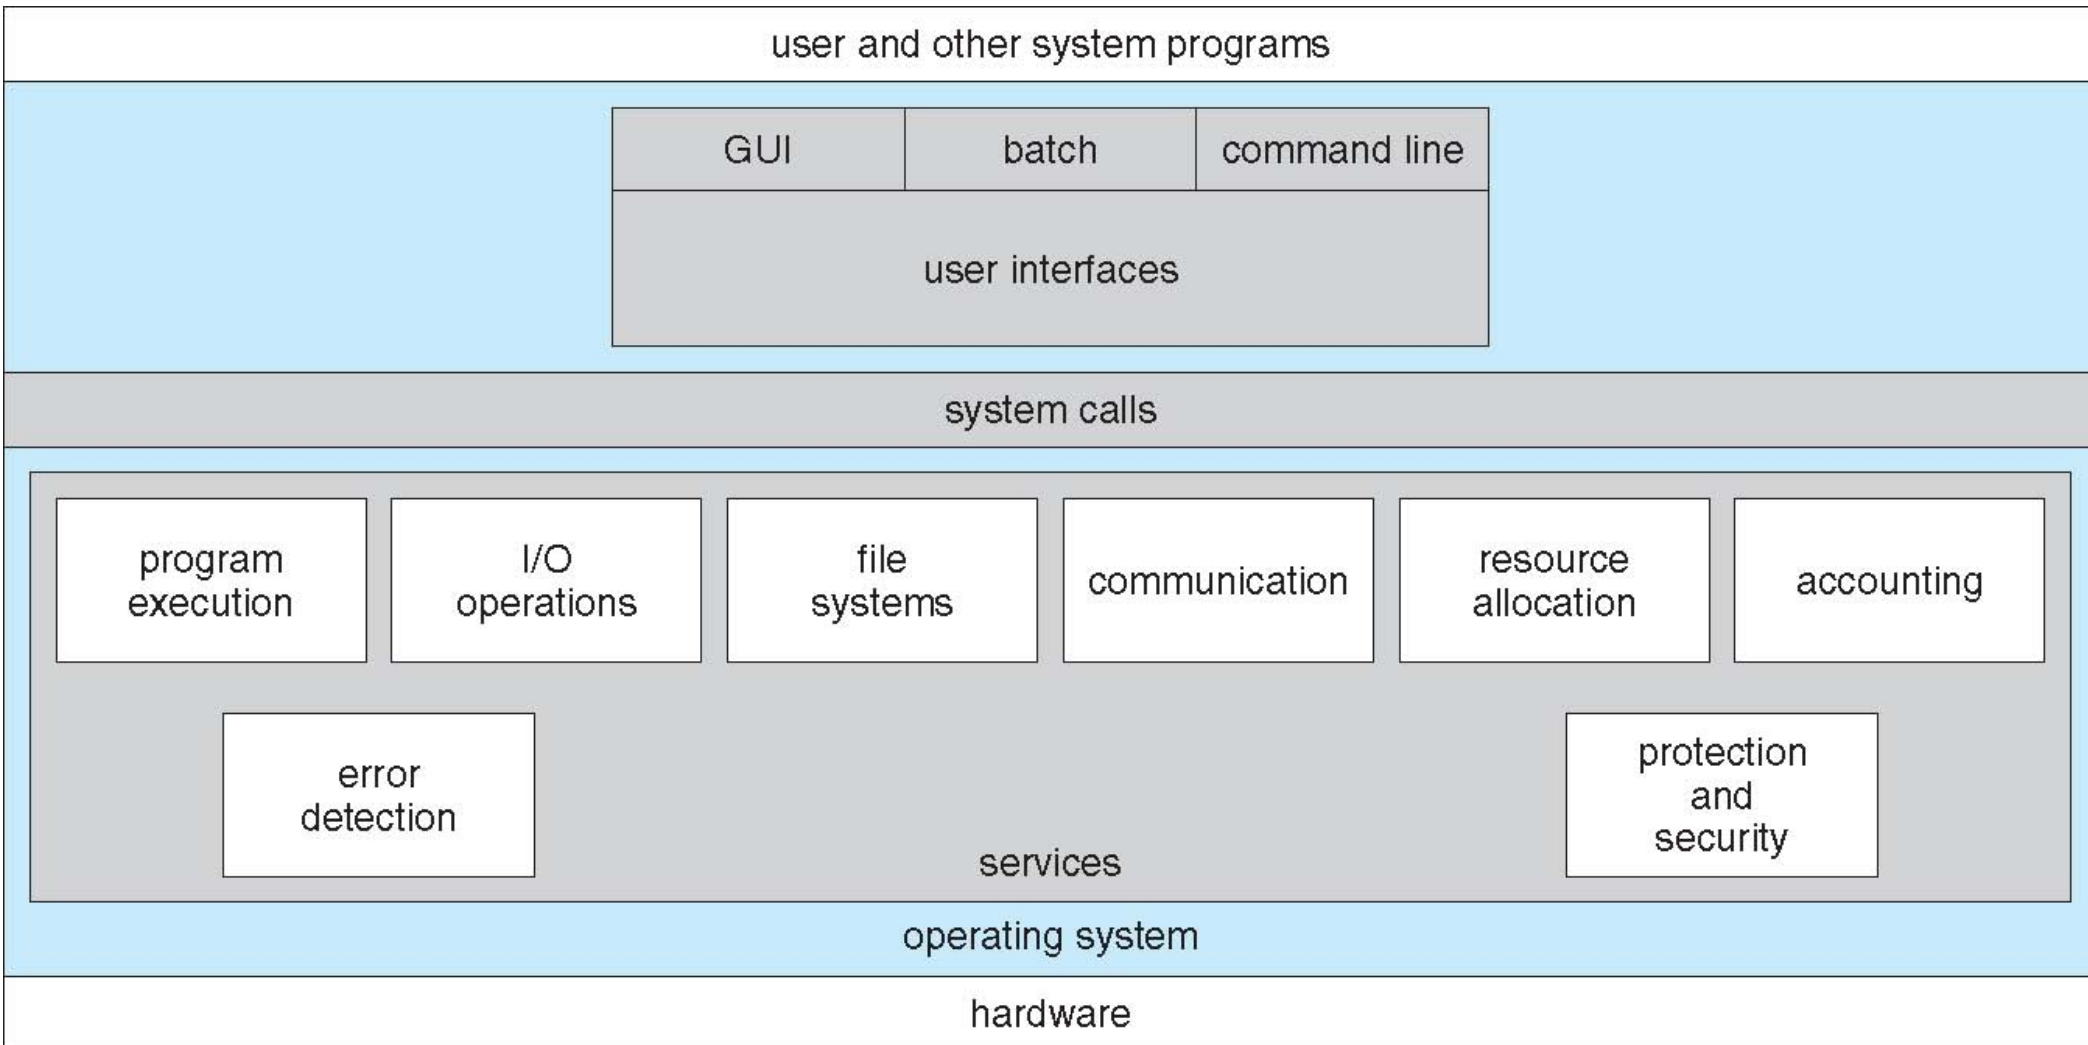 user and other system programs
GUI
batch
command line
user interfaces
system calls
program
execution
I/O
operations
file
systems
communication
resource
allocation
accounting
error
detection
protection
and
security
services
operating system
hardware